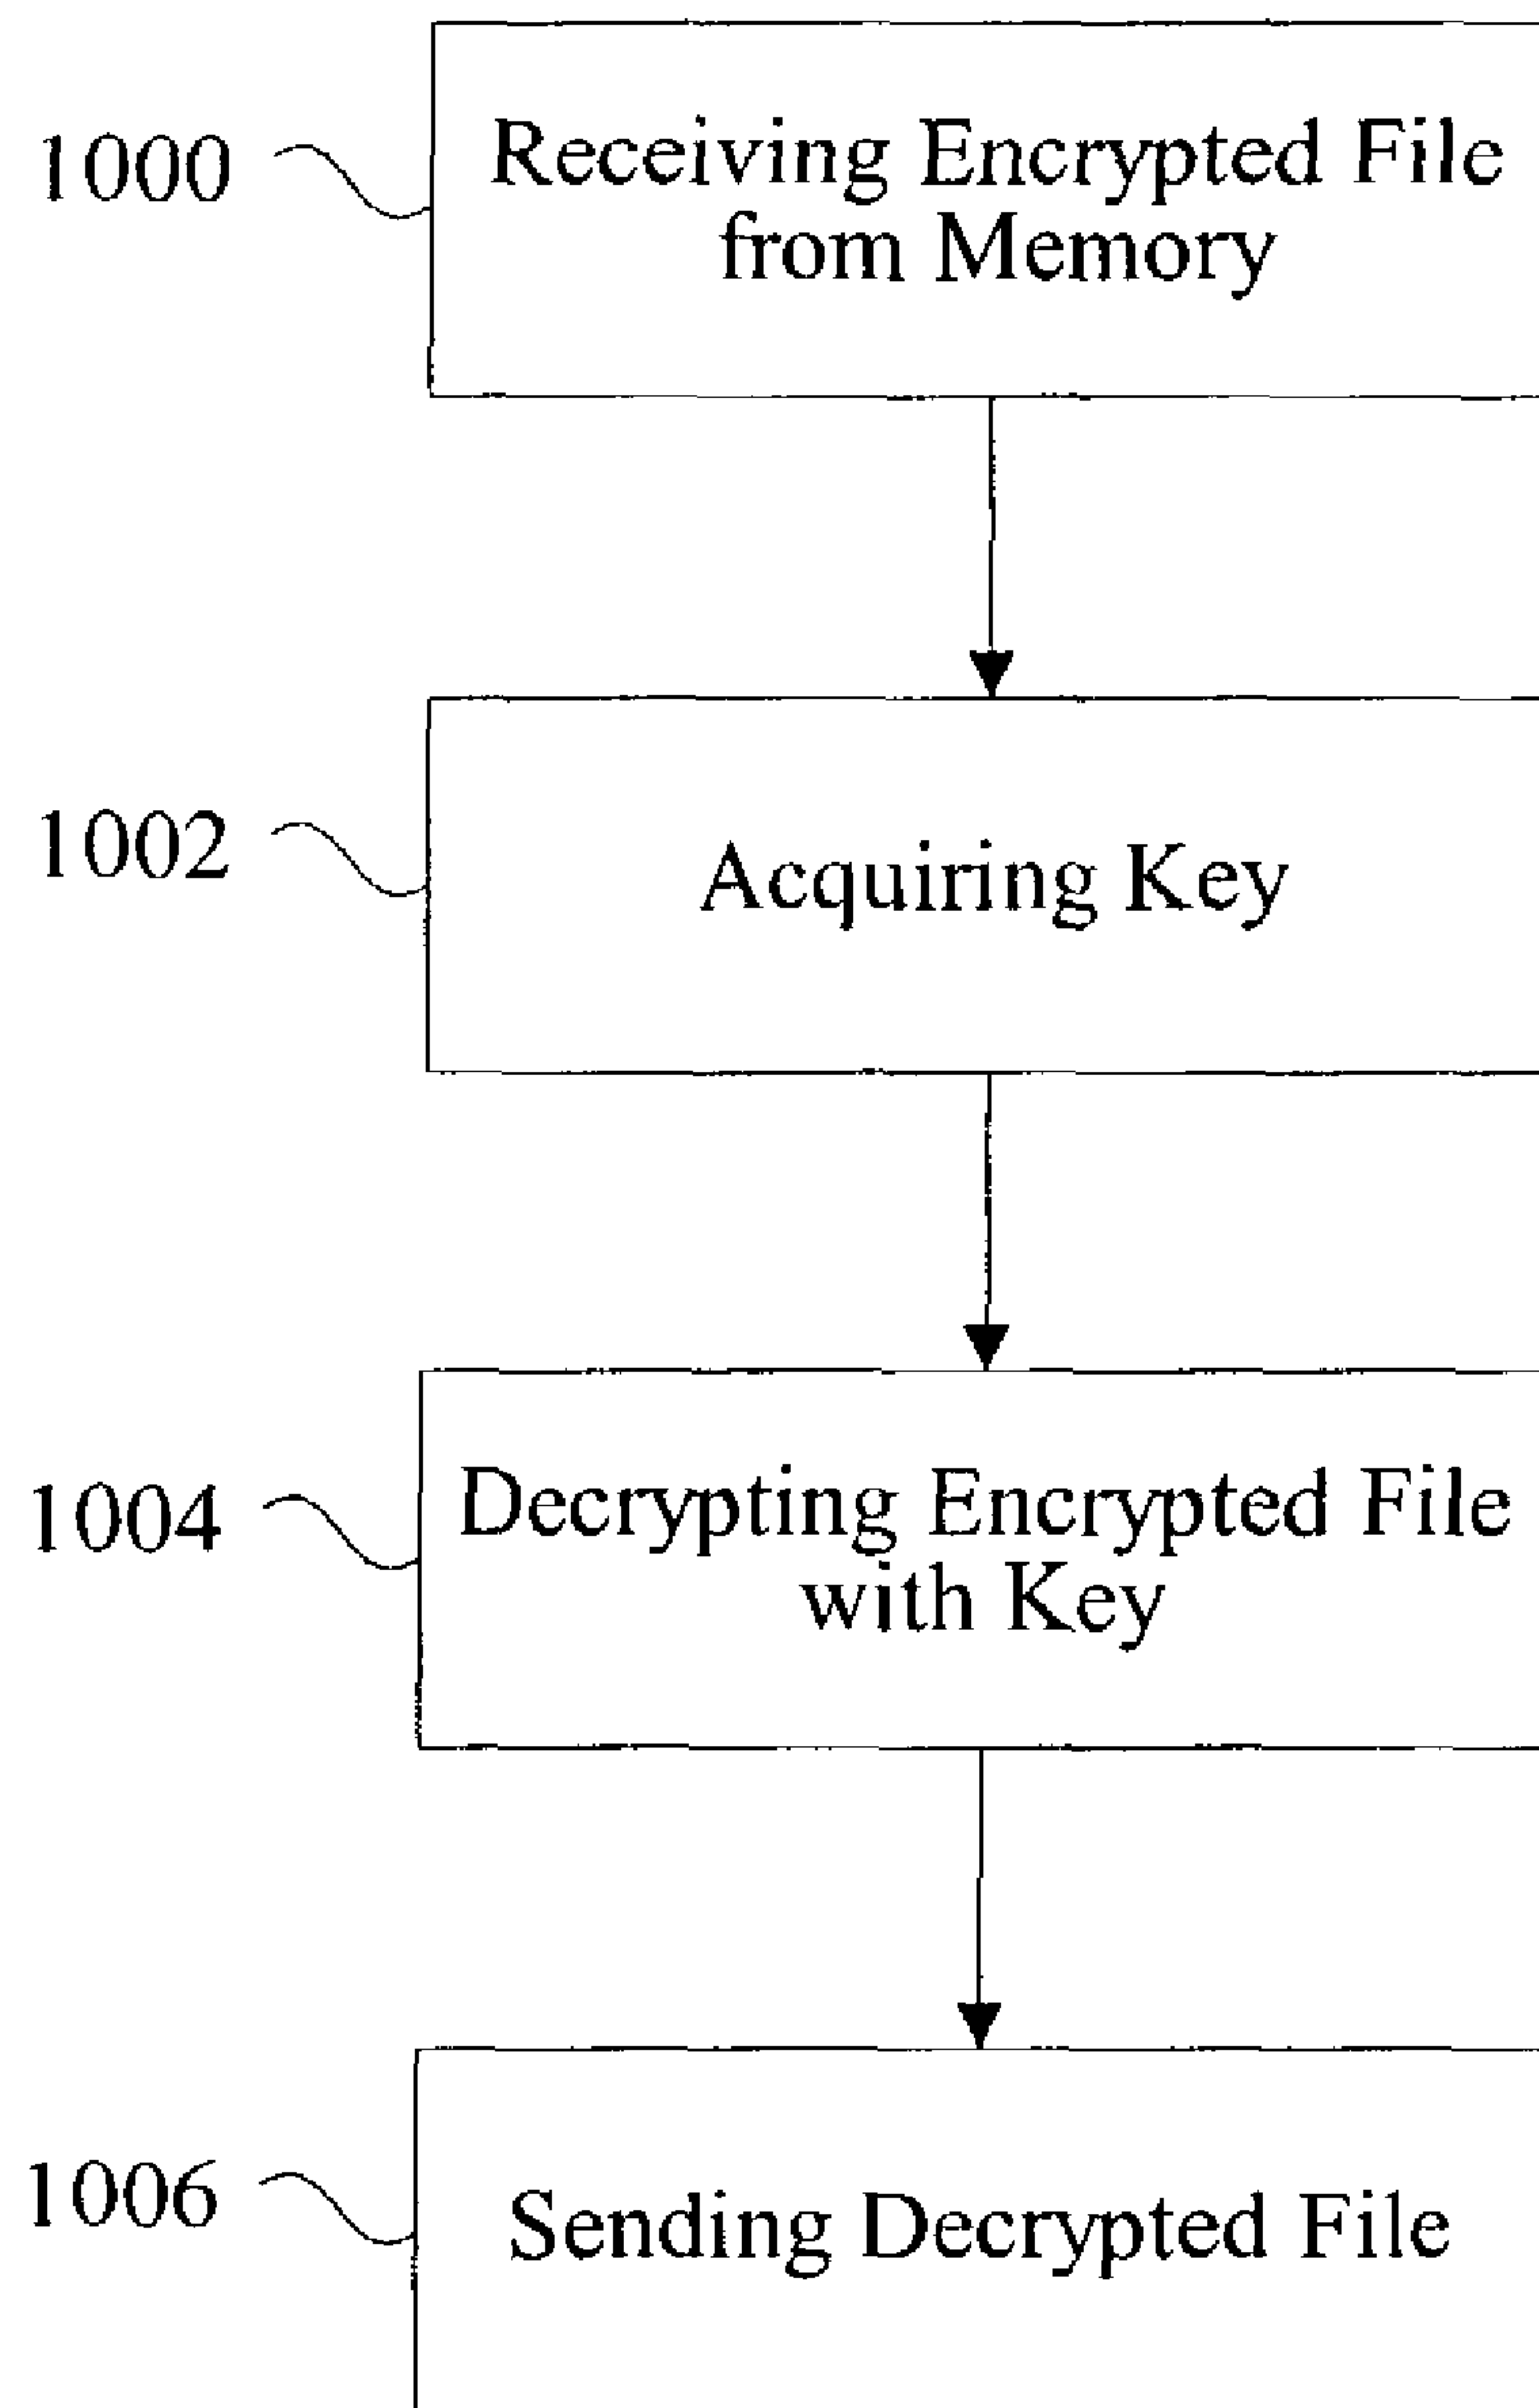 1000
Receiving Encrypted File
from Memory
1002
Acquiring Key
1004
Decrypting Encrypted File
with Key
1006
Sending Decrypted File